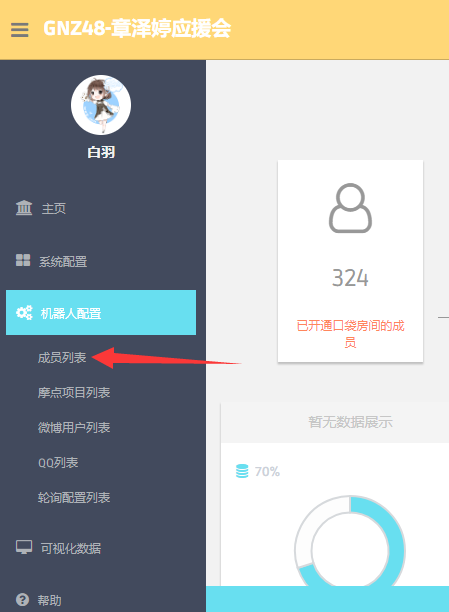 GNZ48-章泽婷应援会
白羽
主页
系统配置
机器人配置
成员列表
摩点项目列表
微博用户列表
QQ列表
轮询配置列表
可视化数据
帮助
324
已开通口袋房间的成
员
暂无数据展示
70%